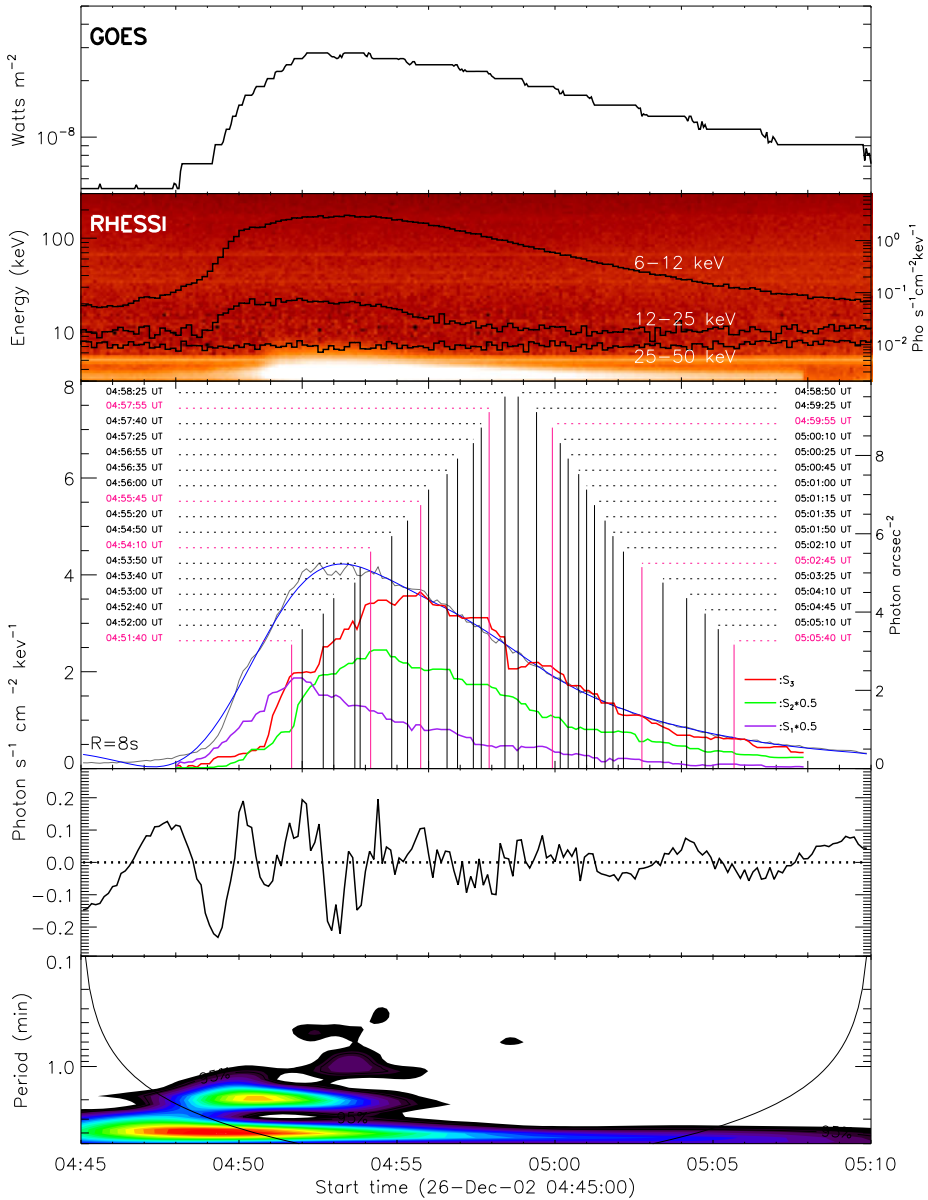 GOES
Watts m-2
10-8
RHESSI
Energy (keV)
100
10
6-12 keV
12-25 keV
25-50 keV
100
10-1
10-2
Pho s-1cm-2keV-1
8
6
4
2
0
Photon s-1 cm-2 keV-1
04:58:25 UT
04:57:55 UT
04:57:40 UT
04:57:25 UT
04:56:55 UT
04:56:35 UT
04:56:00 UT
04:55:45 UT
04:55:20 UT
04:54:50 UT
04:54:10 UT
04:53:50 UT
04:53:40 UT
04:53:00 UT
04:52:40 UT
04:52:00 UT
04:51:40 UT
04:58:50 UT
04:59:25 UT
04:59:55 UT
05:00:10 UT
05:00:25 UT
05:00:45 UT
05:01:00 UT
05:01:15 UT
05:01:35 UT
05:01:50 UT
05:02:10 UT
05:02:45 UT
05:03:25 UT
05:04:10 UT
05:04:45 UT
05:05:10 UT
05:05:40 UT
:S3
:S2*0.5
:S1*0.5
R=8s
8
6
4
2
0
Photon arcsec-2
0.2
0.1
0.0
-0.1
-0.2
0.1
1.0
Period (min)
95%
95%
95%
04:45 04:50 04:55 05:00 05:05 05:10
Start time (26-Dec-02 04:45:00)